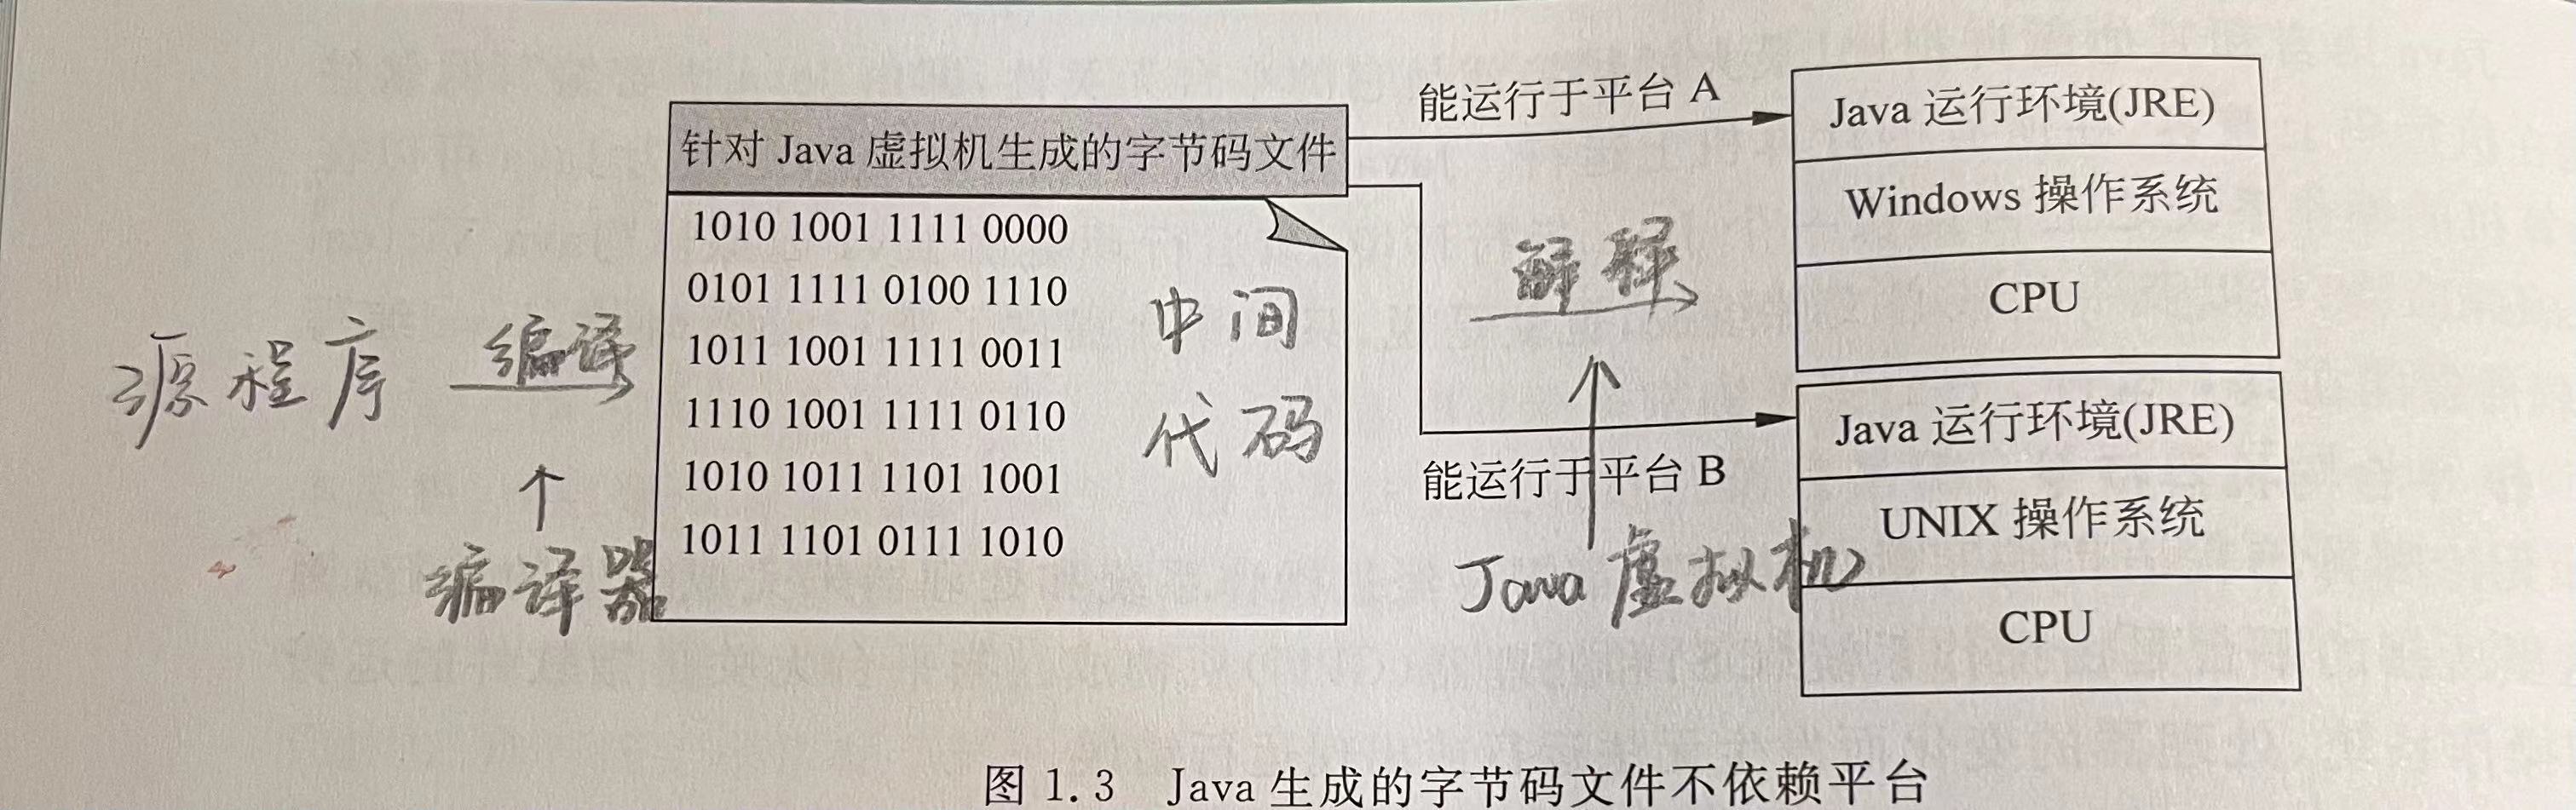 能运行于平台 A
针对 Java 虚拟机生成的字节码文件
1010 1001 1111 0000
0101 1111 0100 1110
1011 1001 1111 0011
1110 1001 1111 0110
1010 1011 1101 1001
1011 1101 0111 1010
中间
代码
源程序
编译
编译器
解释
能运行于平台 B
Java 虚拟机
Java 运行环境(JRE)
Windows 操作系统
CPU
Java 运行环境(JRE)
UNIX 操作系统
CPU
图 1.3 Java 生成的字节码文件不依赖平台